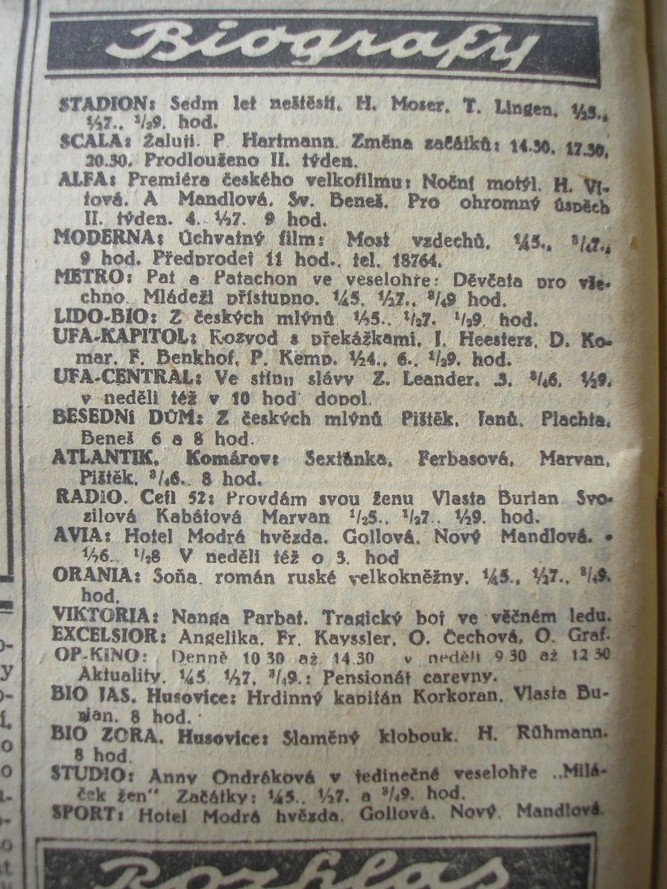 Biografy
STADION: Sedm let neštěstí. H. Moser. T. Lingen. ½5.,
½7., ½9. hod.
SCALA: Žaluji. P. Hartmann. Změna začátků: 14.30, 17.30,
20.30. Prodlouženo II. týden.
ALFA: Premiéra českého velkofilmu: Noční motýl. H. Ví-
tová. A Mandlová. Sv. Beneš. Pro ohromný úspěch
II. týden. 4. ½7. 9 hod.
MODERNA: Úchvatný film: Most vzdechů. ¼5., ¾7.,
9 hod. Předprodej 11 hod., tel. 18764.
METRO: Pat a Patachon ve veselohře: Děvčata pro vše-
chno. Mládeži přístupno. ¼5, ½7., ¾9 hod.
LIDO-BIO: Z českých mlýnů. ½5., ½7. ½9 hod.
UFA-KAPITOL: Rozvod s překážkami. J. Heesters. D. Ko-
mar. F. Benkhof. P. Kemp. ½4., 6., ½9. hod.
UFA-CENTRAL: Ve stínu slávy Z. Leander. 3. ¾6. ½9.
v neděli též v 10 hod dopol.
BESEDNÍ DŮM: Z českých mlýnů Pištěk, Janů, Plachta,
Beneš 6 a 8 hod.
ATLANTIK, Komárov: Sextánka. Ferbasová, Marvan,
Pištěk. ¾6.. 8 hod.
RADIO. Cejl 52: Provdám svou ženu Vlasta Burian Svo-
zilová Kabátová Marvan ½5.. ½7.. ½9. hod.
AVIA: Hotel Modrá hvězda. Gollová. Nový Mandlová.
½6.. ½8 V neděli též o 3. hod
ORANIA: Soňa. román ruské velkokněžny. ¼5., ½7., ¾9.
hod.
VIKTORIA: Nanga Parbat. Tragický boj ve věčném ledu.
EXCELSIOR: Angelika. Fr. Kayssler. O. Čechová, O. Graf.
OP-KINO: Denně 10 30 až 14.30 v neděli 9 30 až 12 30
Aktuality. ¼5. ½7. ¾9.: Pensionát carevny.
BIO JAS. Husovice: Hrdinný kapitán Korkoran. Vlasta Bu-
rian. 8 hod.
BIO ZORA. Husovice: Slaměný klobouk. H. Rühmann.
8 hod.
STUDIO: Anny Ondráková v jedinečné veselohře „Milá-
ček žen" Začátky: ¼5. ½7. a ¾9. hod.
SPORT: Hotel Modrá hvězda. Gollová. Nový. Mandlová.
Rozhlas